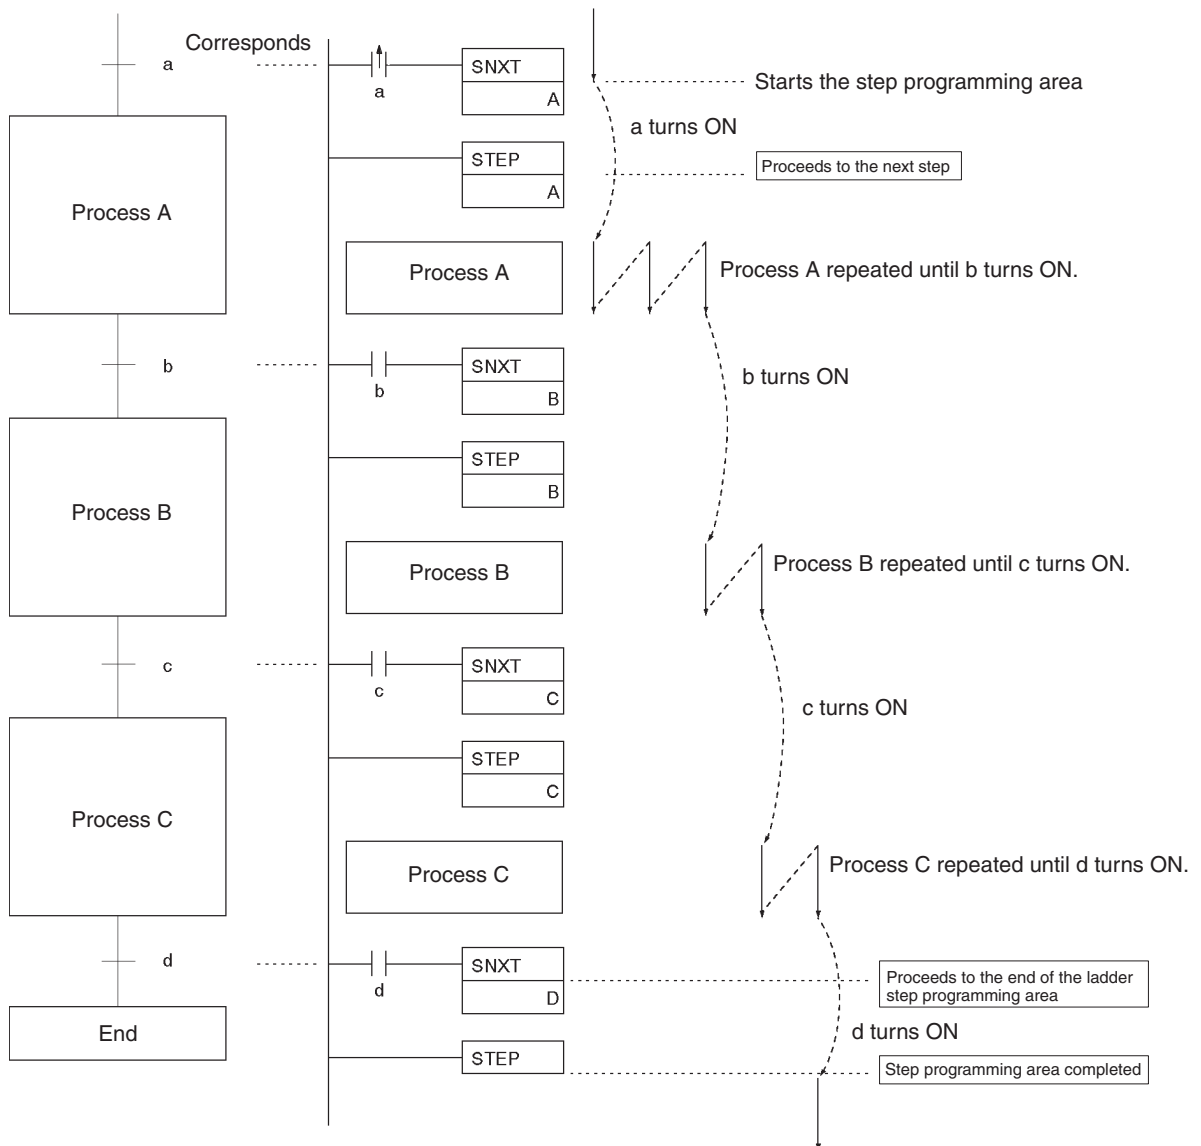 Corresponds
a
a
SNXT
A
Starts the step programming area
a turns ON
STEP
A
Proceeds to the next step
Process A
Process A
Process A repeated until b turns ON.
b
b
SNXT
B
b turns ON
STEP
B
Process B
Process B
Process B repeated until c turns ON.
c
c
SNXT
C
c turns ON
STEP
C
Process C
Process C
Process C repeated until d turns ON.
d
d
SNXT
D
Proceeds to the end of the ladder
step programming area
d turns ON
End
STEP
Step programming area completed